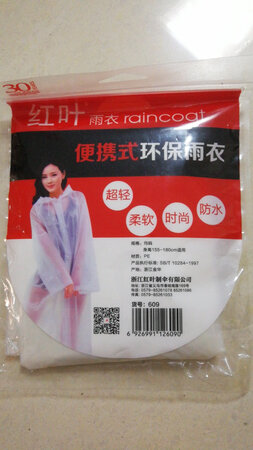 30
红叶 雨衣 raincoat
便携式环保雨衣
超轻
柔软
时尚
防水
规格：均码
身高155-180cm适用
材质：PE
产品执行标准：SB/T 10284-1997
产地：浙江金华
浙江红叶制伞有限公司
货号：609
6 926991 126090